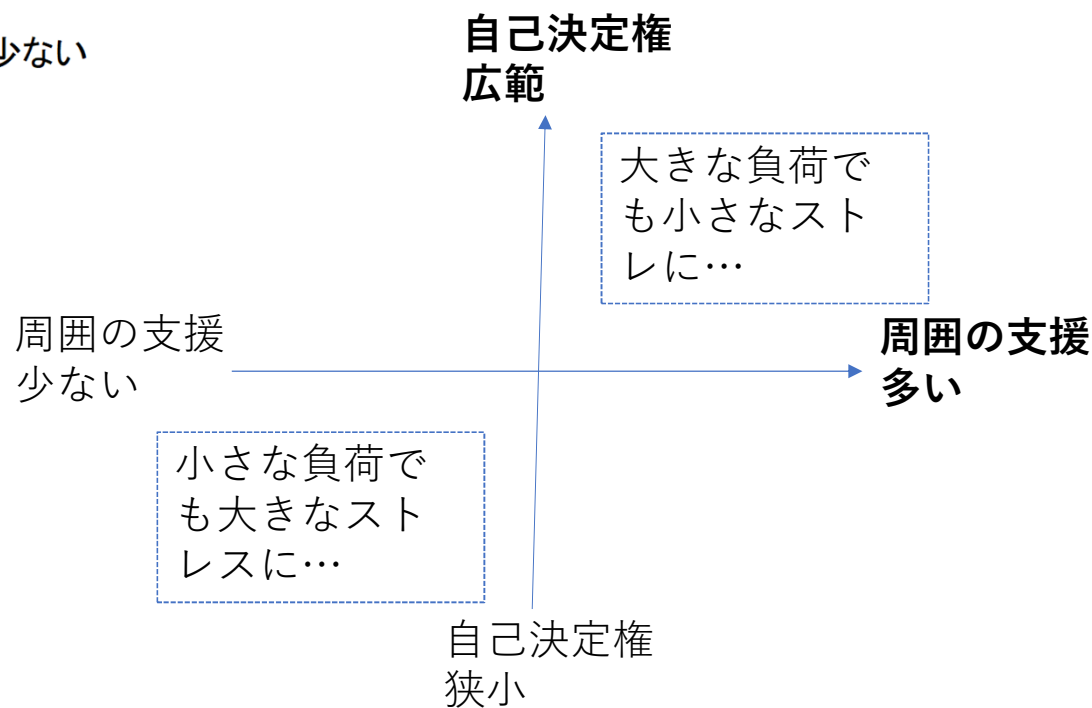 少ない
自己決定権
広範
大きな負荷で
も小さなスト
レに…
周囲の支援
少ない
周囲の支援
多い
小さな負荷で
も大きなスト
レスに…
自己決定権
狭小